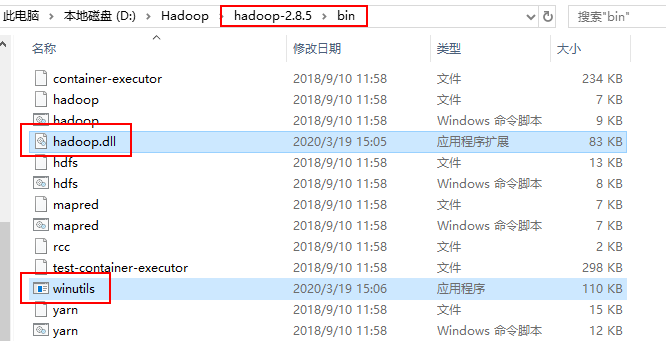 此电脑 › 本地磁盘 (D:) › Hadoop › hadoop-2.8.5 › bin 搜索"bin"
名称 修改日期 类型 大小
container-executor 2018/9/10 11:58 文件 234 KB
hadoop 2018/9/10 11:58 文件 7 KB
hadoop 2018/9/10 11:58 Windows 命令脚本 9 KB
hadoop.dll 2020/3/19 15:05 应用程序扩展 83 KB
hdfs 2018/9/10 11:58 文件 13 KB
hdfs 2018/9/10 11:58 Windows 命令脚本 8 KB
mapred 2018/9/10 11:58 文件 7 KB
mapred 2018/9/10 11:58 Windows 命令脚本 7 KB
rcc 2018/9/10 11:58 文件 2 KB
test-container-executor 2018/9/10 11:58 文件 298 KB
winutils 2020/3/19 15:06 应用程序 110 KB
yarn 2018/9/10 11:58 文件 15 KB
yarn 2018/9/10 11:58 Windows 命令脚本 12 KB